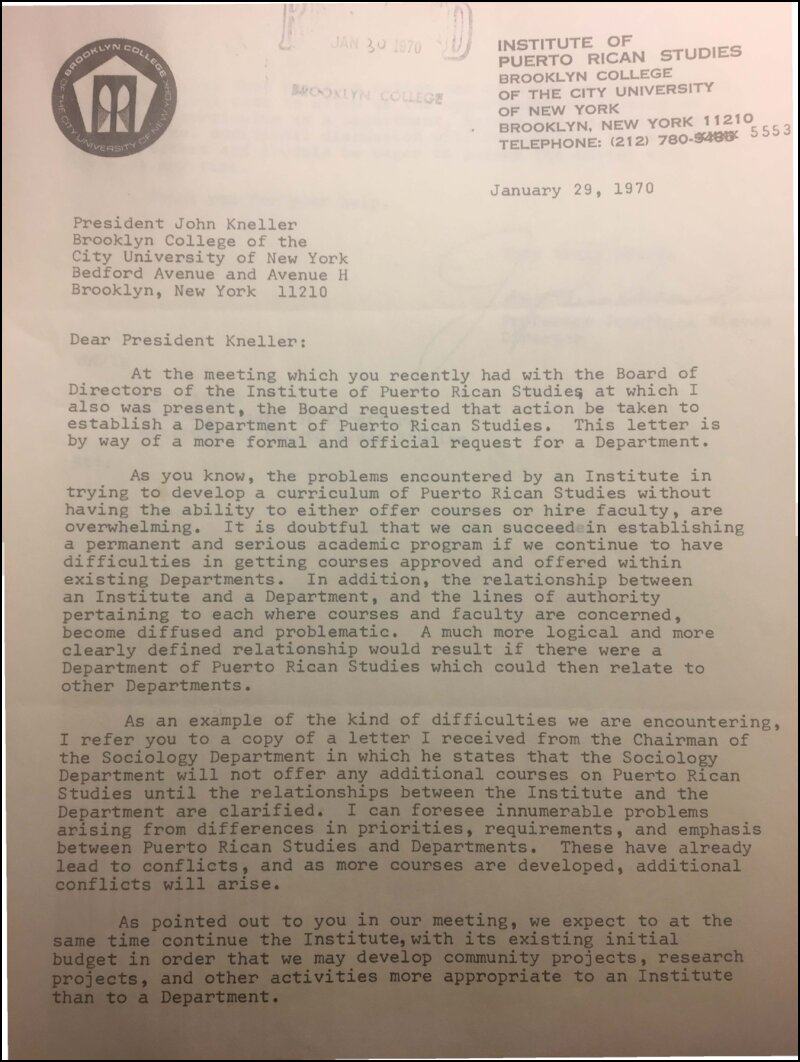 JAN 30 1970
BROOKLYN COLLEGE
BROOKLYN COLLEGE
OF THE CITY UNIVERSITY OF NEW YORK
INSTITUTE OF
PUERTO RICAN STUDIES
BROOKLYN COLLEGE
OF THE CITY UNIVERSITY
OF NEW YORK
BROOKLYN, NEW YORK 11210
TELEPHONE: (212) 780-5485 5553
January 29, 1970
President John Kneller
Brooklyn College of the
City University of New York
Bedford Avenue and Avenue H
Brooklyn, New York 11210
Dear President Kneller:
At the meeting which you recently had with the Board of
Directors of the Institute of Puerto Rican Studies, at which I
also was present, the Board requested that action be taken to
establish a Department of Puerto Rican Studies. This letter is
by way of a more formal and official request for a Department.
As you know, the problems encountered by an Institute in
trying to develop a curriculum of Puerto Rican Studies without
having the ability to either offer courses or hire faculty, are
overwhelming. It is doubtful that we can succeed in establishing
a permanent and serious academic program if we continue to have
difficulties in getting courses approved and offered within
existing Departments. In addition, the relationship between
an Institute and a Department, and the lines of authority
pertaining to each where courses and faculty are concerned,
become diffused and problematic. A much more logical and more
clearly defined relationship would result if there were a
Department of Puerto Rican Studies which could then relate to
other Departments.
As an example of the kind of difficulties we are encountering,
I refer you to a copy of a letter I received from the Chairman of
the Sociology Department in which he states that the Sociology
Department will not offer any additional courses on Puerto Rican
Studies until the relationships between the Institute and the
Department are clarified. I can foresee innumerable problems
arising from differences in priorities, requirements, and emphasis
between Puerto Rican Studies and Departments. These have already
lead to conflicts, and as more courses are developed, additional
conflicts will arise.
As pointed out to you in our meeting, we expect to at the
same time continue the Institute, with its existing initial
budget in order that we may develop community projects, research
projects, and other activities more appropriate to an Institute
than to a Department.